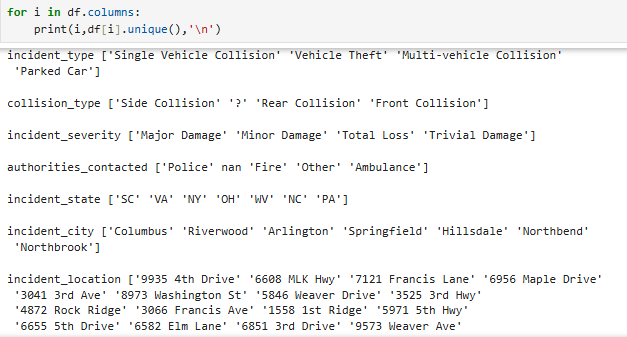 for i in df.columns:
    print(i,df[i].unique(),'\n')
incident_type ['Single Vehicle Collision' 'Vehicle Theft' 'Multi-vehicle Collision'
 'Parked Car']
collision_type ['Side Collision' '?' 'Rear Collision' 'Front Collision']
incident_severity ['Major Damage' 'Minor Damage' 'Total Loss' 'Trivial Damage']
authorities_contacted ['Police' nan 'Fire' 'Other' 'Ambulance']
incident_state ['SC' 'VA' 'NY' 'OH' 'WV' 'NC' 'PA']
incident_city ['Columbus' 'Riverwood' 'Arlington' 'Springfield' 'Hillsdale' 'Northbend'
 'Northbrook']
incident_location ['9935 4th Drive' '6608 MLK Hwy' '7121 Francis Lane' '6956 Maple Drive'
 '3041 3rd Ave' '8973 Washington St' '5846 Weaver Drive' '3525 3rd Hwy'
 '4872 Rock Ridge' '3066 Francis Ave' '1558 1st Ridge' '5971 5th Hwy'
 '6655 5th Drive' '6582 Elm Lane' '6851 3rd Drive' '9573 Weaver Ave'